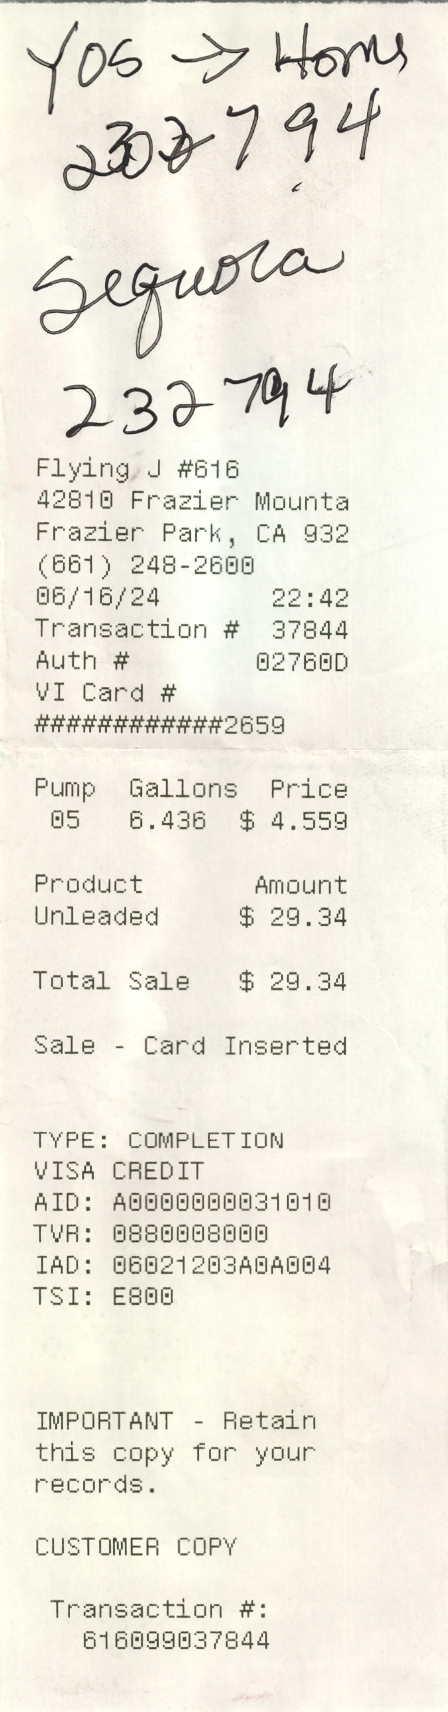 YOS → Home
232794
Sequoia
232794
Flying J #616
42810 Frazier Mounta
Frazier Park, CA 932
(661) 248-2600
06/16/24 22:42
Transaction # 37844
Auth # 02760D
VI Card #
############2659
Pump Gallons Price
05 6.436 $ 4.559
Product Amount
Unleaded $ 29.34
Total Sale $ 29.34
Sale - Card Inserted
TYPE: COMPLETION
VISA CREDIT
AID: A0000000031010
TVR: 0880008000
IAD: 06021203A0A004
TSI: E800
IMPORTANT - Retain
this copy for your
records.
CUSTOMER COPY
Transaction #:
616099037844